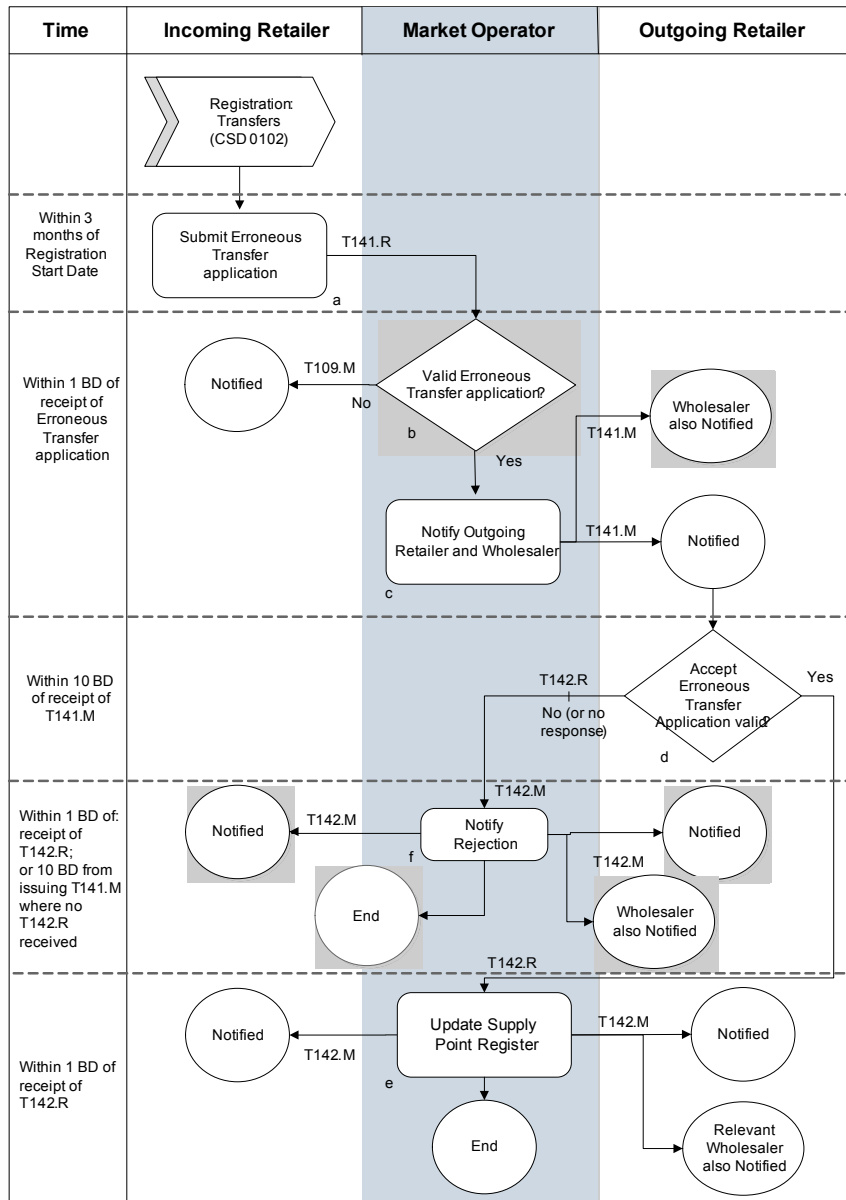 Time
Incoming Retailer
Market Operator
Outgoing Retailer
Registration:
Transfers
(CSD 0102)
Within 3
months of
Registration
Start Date
Submit Erroneous
Transfer
application
a
T141.R
Within 1 BD of
receipt of
Erroneous
Transfer
application
Notified
T109.M
No
Valid Erroneous
Transfer application?
b
Yes
Wholesaler
also Notified
T141.M
Notify Outgoing
Retailer and Wholesaler
c
T141.M
Notified
Within 10 BD
of receipt of
T141.M
T142.R
No (or no
response)
Accept
Erroneous
Transfer
Application valid?
d
Yes
Within 1 BD of:
receipt of
T142.R;
or 10 BD from
issuing T141.M
where no
T142.R
received
Notified
T142.M
T142.M
Notify
Rejection
f
Notified
T142.M
End
Wholesaler
also Notified
T142.R
Within 1 BD of
receipt of
T142.R
Notified
T142.M
Update Supply
Point Register
e
T142.M
Notified
End
Relevant
Wholesaler
also Notified